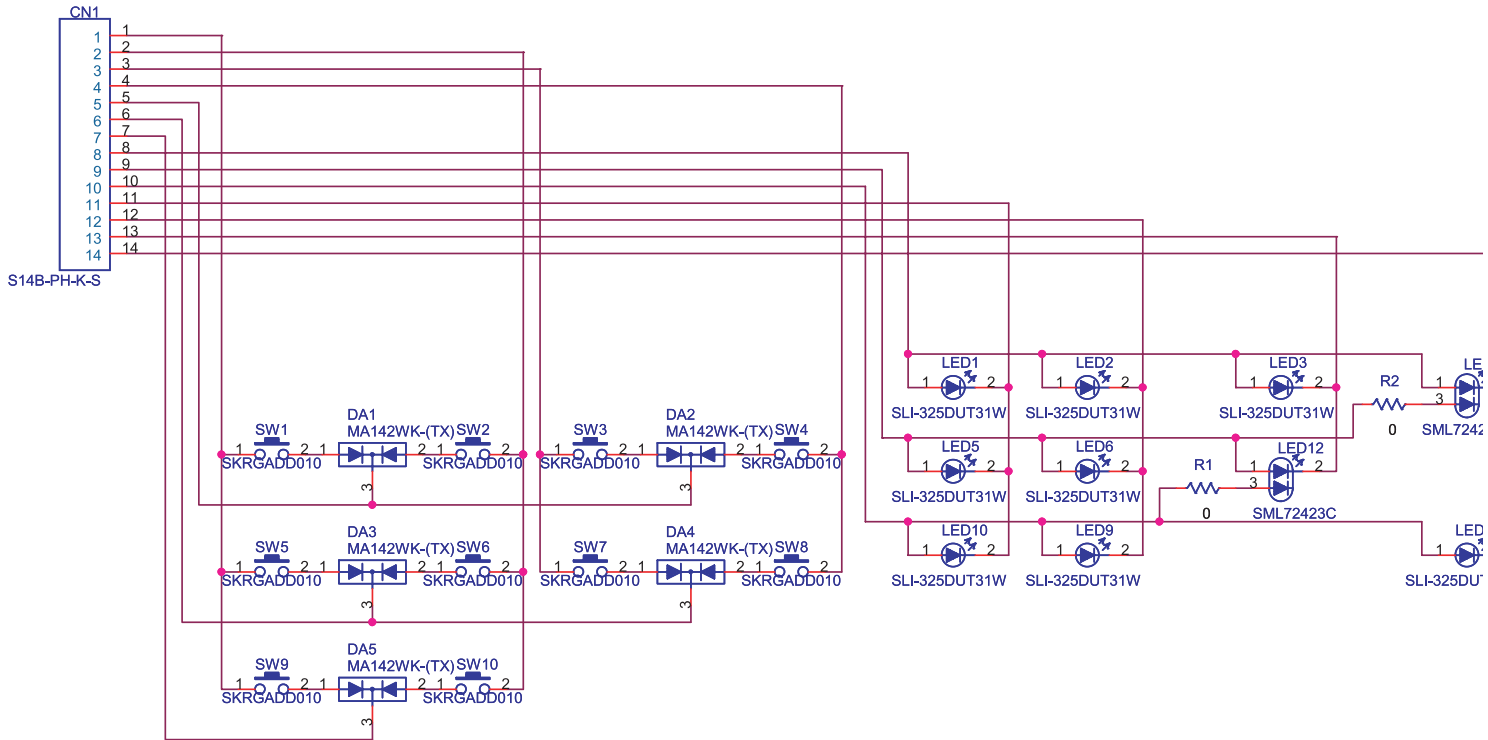 CN1
1 1
2 2
3 3
4 4
5 5
6 6
7 7
8 8
9 9
10 10
11 11
12 12
13 13
14 14
S14B-PH-K-S
LED1 LED2 LED3
1 2 1 2 1 2 R2 1
3
SLI-325DUT31W SLI-325DUT31W SLI-325DUT31W 0
DA1 DA2
SW1 MA142WK-(TX) SW2 SW3 MA142WK-(TX) SW4
1 2 1 2 1 2 1 2 1 2 1 2
SKRGADD010 SKRGADD010 SKRGADD010 SKRGADD010
3 3
LED5 LED6 LED12
1 2 1 2 R1 1 2
3
SLI-325DUT31W SLI-325DUT31W 0 SML72423C
DA3 DA4
SW5 MA142WK-(TX) SW6 SW7 MA142WK-(TX) SW8
1 2 1 2 1 2 1 2 1 2 1 2
SKRGADD010 SKRGADD010 SKRGADD010 SKRGADD010
3 3
LED10 LED9
1 2 1 2 1
SLI-325DUT31W SLI-325DUT31W
DA5
SW9 MA142WK-(TX) SW10
1 2 1 2 1 2
SKRGADD010 SKRGADD010
3